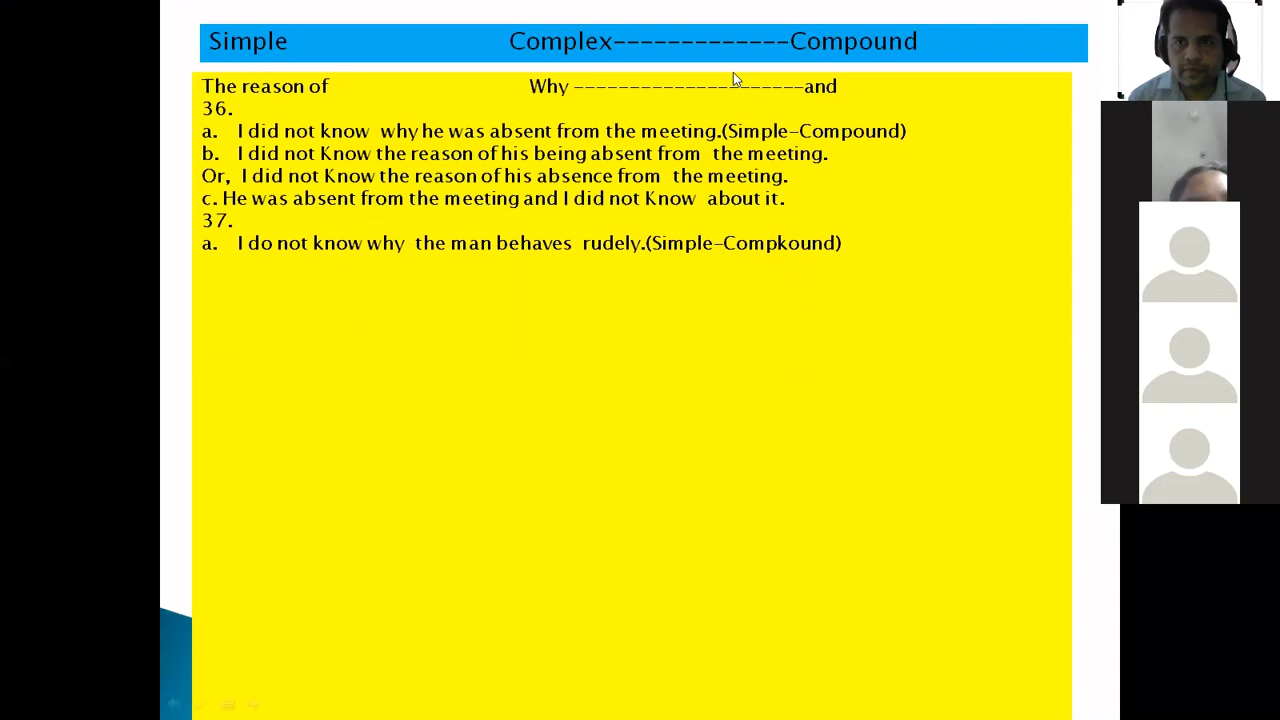 Simple Complex-------------Compound
The reason of Why ----------------------and
36.
a. I did not know why he was absent from the meeting.(Simple-Compound)
b. I did not Know the reason of his being absent from the meeting.
Or, I did not Know the reason of his absence from the meeting.
c. He was absent from the meeting and I did not Know about it.
37.
a. I do not know why the man behaves rudely.(Simple-Compkound)